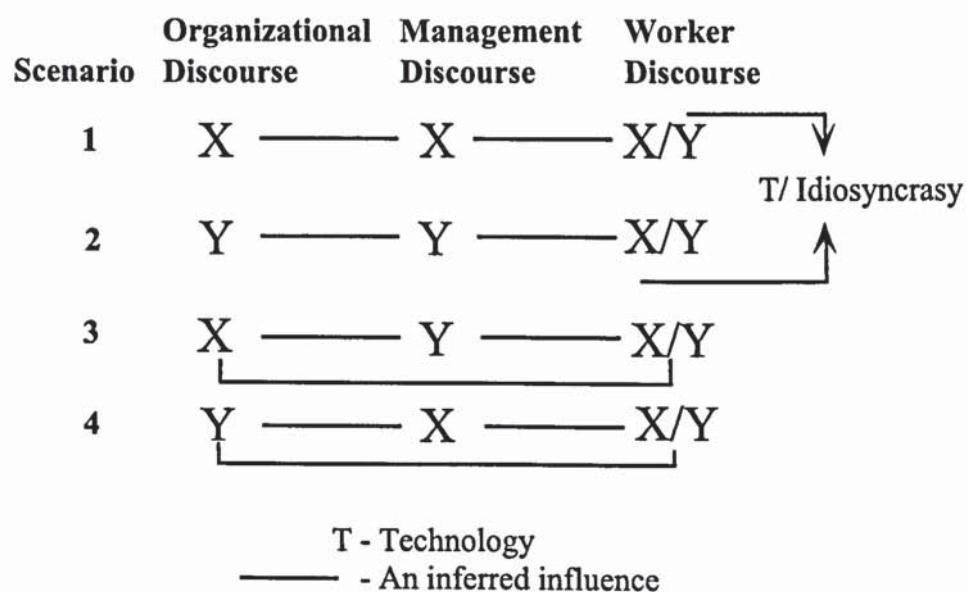 Organizational Management Worker
Scenario Discourse Discourse Discourse
1 X X X/Y
T/ Idiosyncrasy
2 Y Y X/Y
3 X Y X/Y
4 Y X X/Y
T - Technology
- An inferred influence